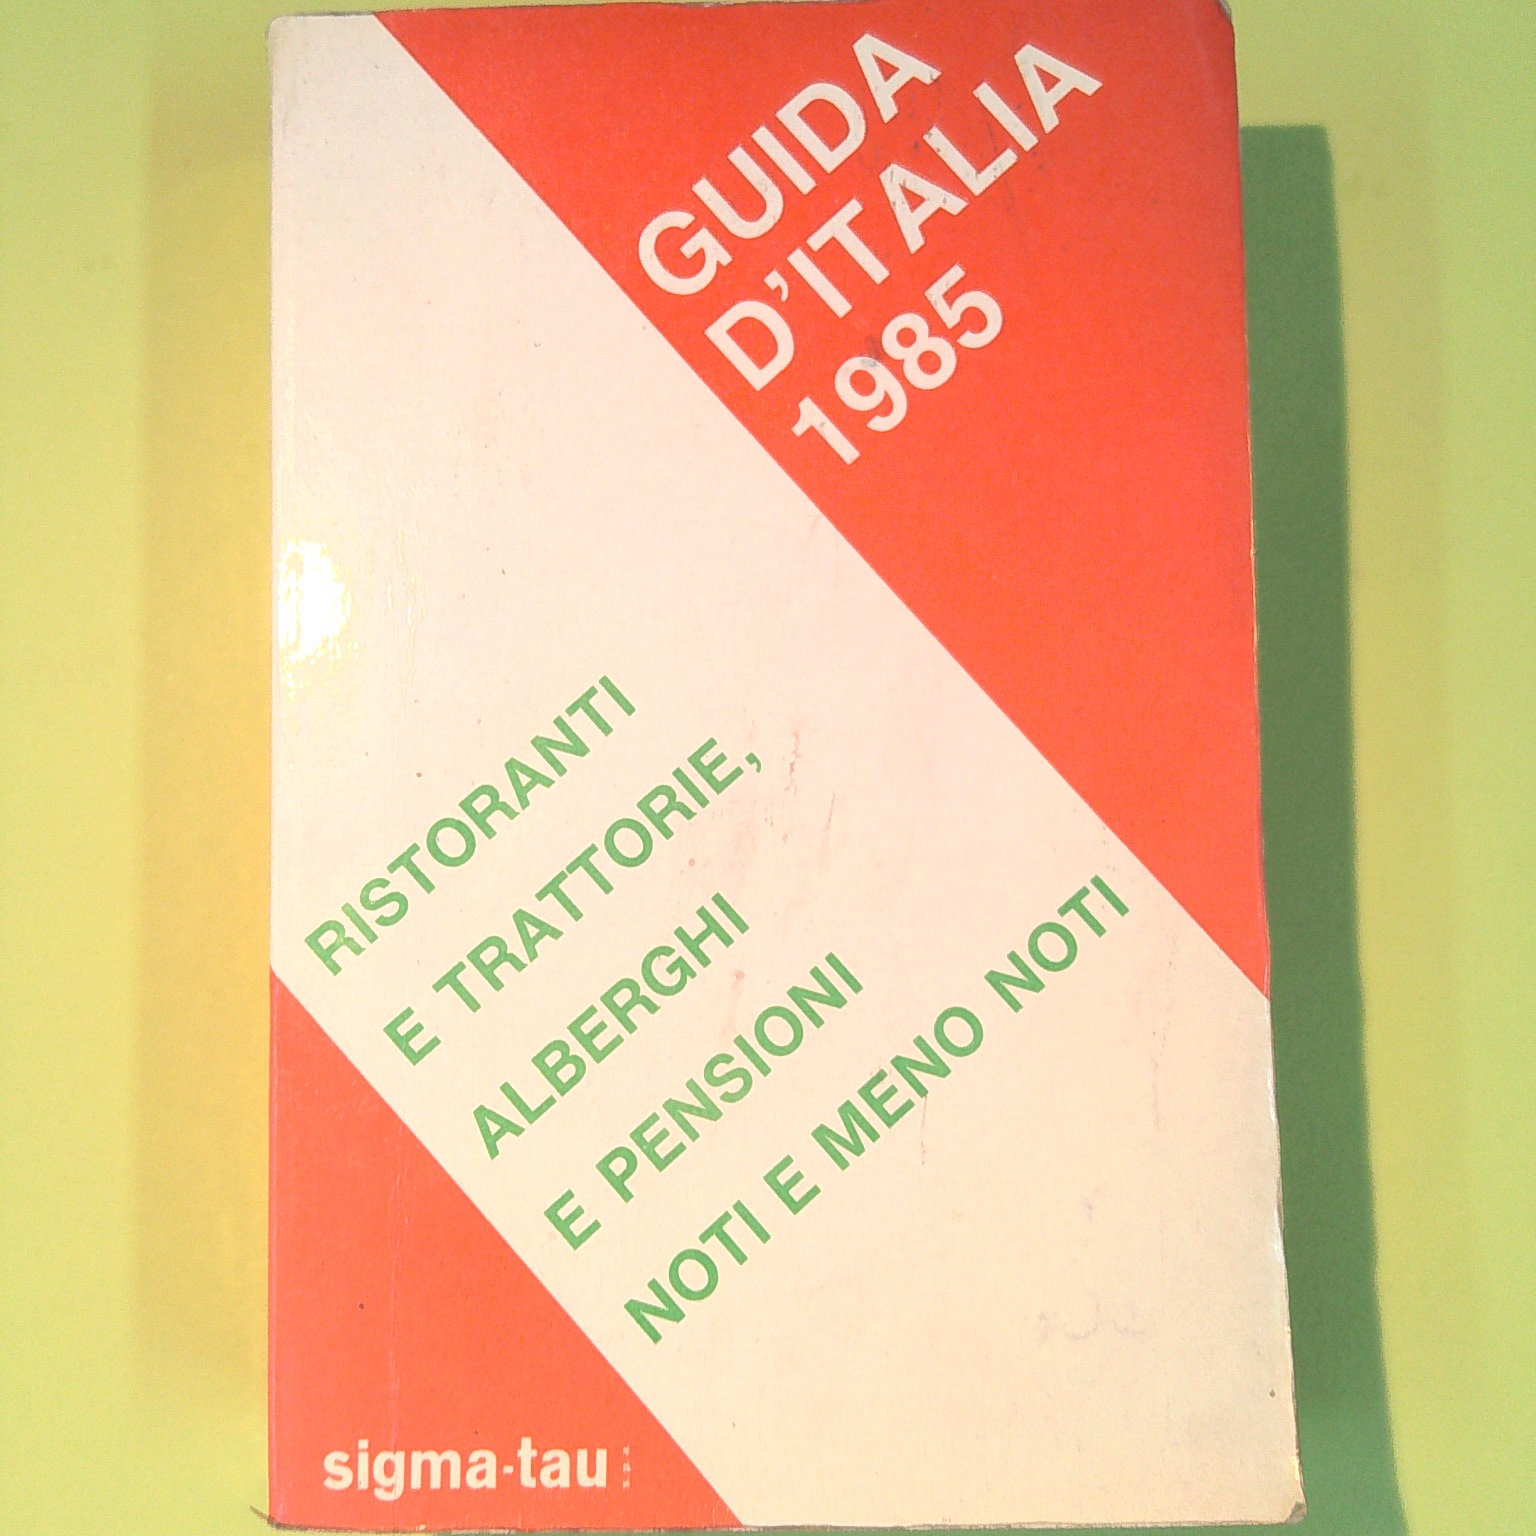 GUIDA
D'ITALIA
1985
RISTORANTI
E TRATTORIE,
ALBERGHI
E PENSIONI
NOTI E MENO NOTI
sigma-tau